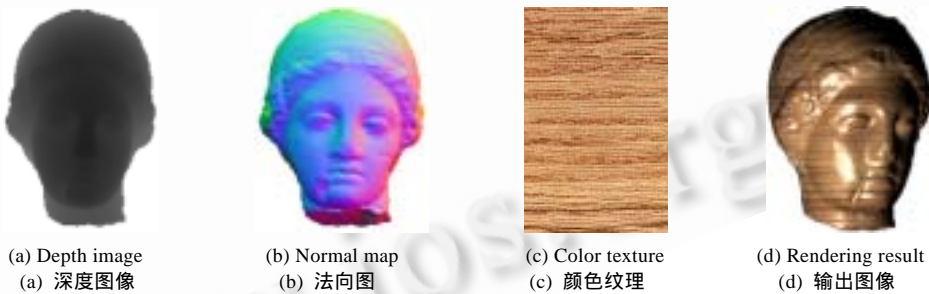 (a) Depth image
(b) Normal map
(c) Color texture
(d) Rendering result
(a) 深度图像
(b) 法向图
(c) 颜色纹理
(d) 输出图像